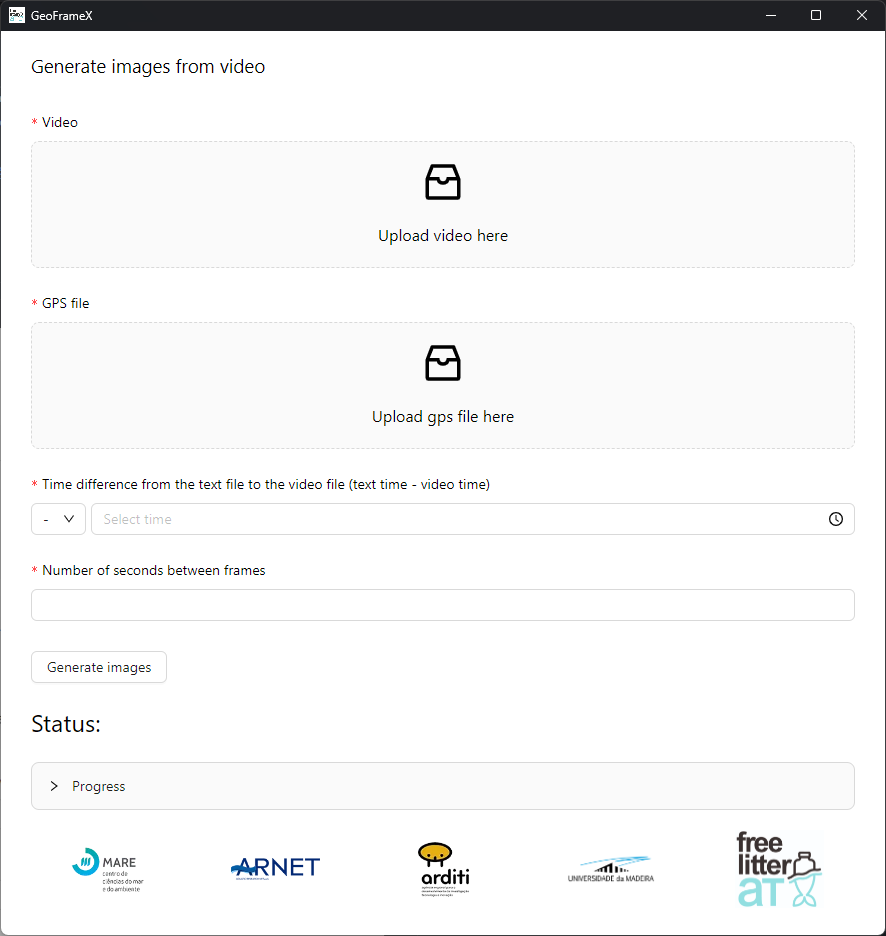 GeoFrameX
Generate images from video
* Video
Upload video here
* GPS file
Upload gps file here
* Time difference from the text file to the video file (text time - video time)
- Select time
* Number of seconds between frames
Generate images
Status:
Progress
MARE
centro de
ciências do mar
e do ambiente
ARNET
arditi
UNIVERSIDADE da MADEIRA
free
litter
AT